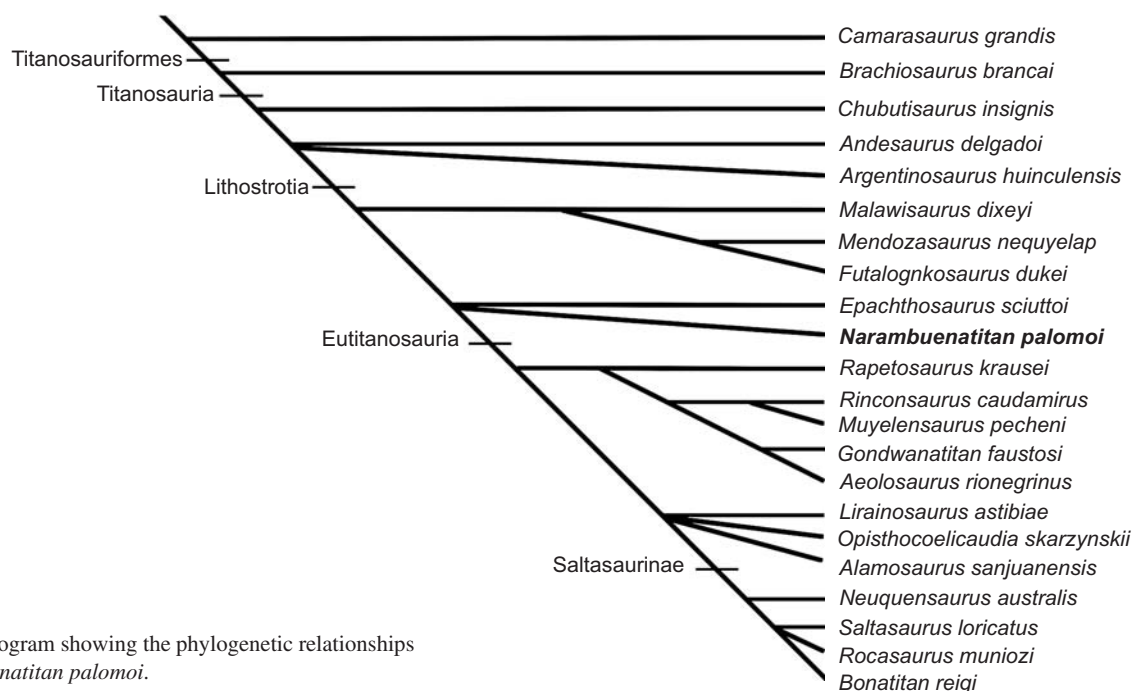 Camarasaurus grandis
Titanosauriformes
Brachiosaurus brancai
Titanosauria
Chubutisaurus insignis
Andesaurus delgadoi
Argentinosaurus huinculensis
Lithostrotia
Malawisaurus dixeyi
Mendozasaurus nequyelap
Futalognkosaurus dukei
Epachthosaurus sciuttoi
Eutitanosauria
Narambuenatitan palomoi
Rapetosaurus krausei
Rinconsaurus caudamirus
Muyelensaurus pecheni
Gondwanatitan faustosi
Aeolosaurus rionegrinus
Lirainosaurus astibiae
Opisthocoelicaudia skarzynskii
Saltasaurinae
Alamosaurus sanjuanensis
Neuquensaurus australis
Saltasaurus loricatus
Rocasaurus muniozi
Bonatitan reigi
ogram showing the phylogenetic relationships
natitan palomoi.